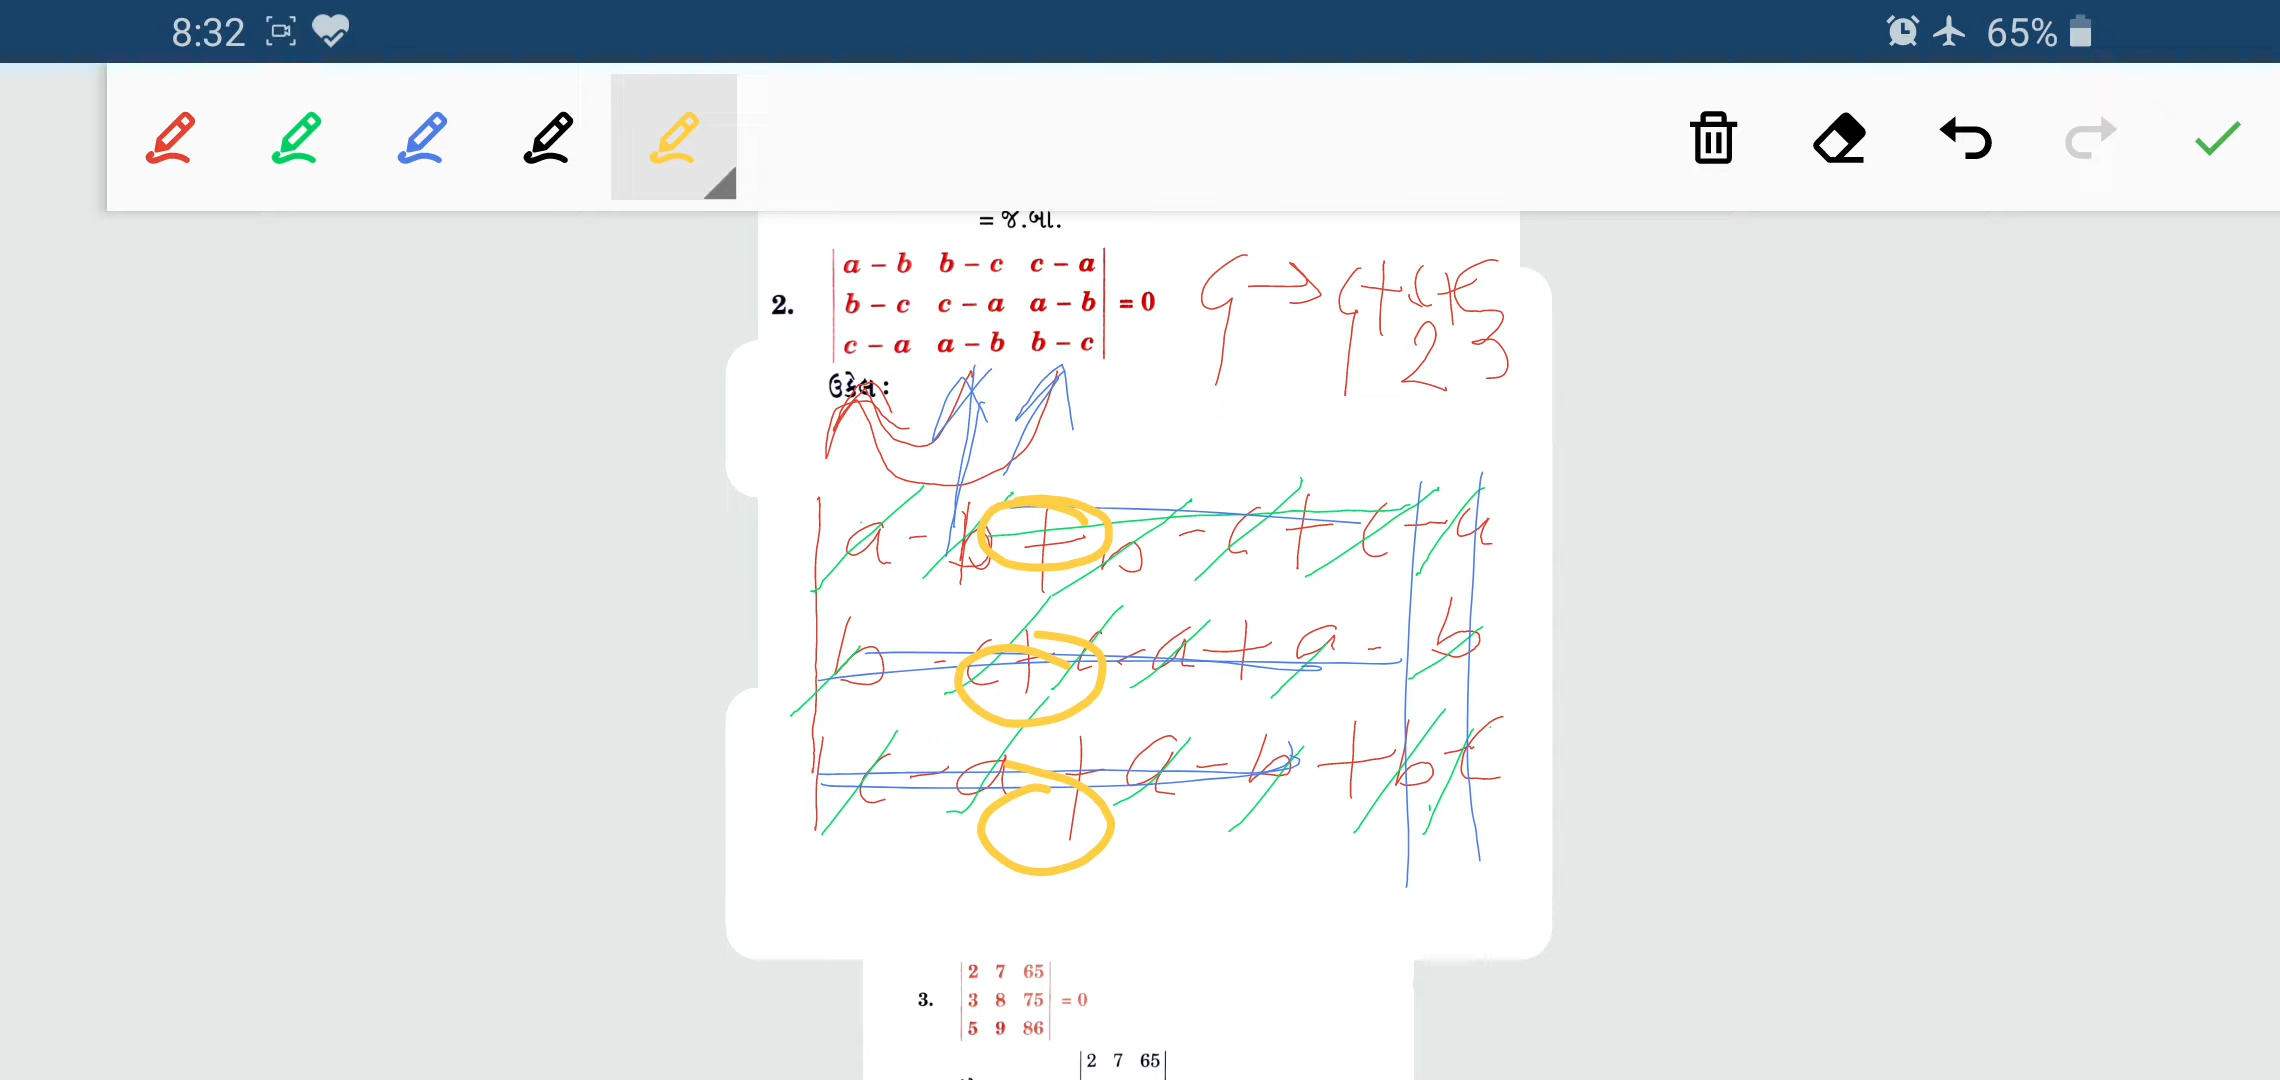 8:32 65%
= જ.બા.
2. | a − b b − c c − a |
| b − c c − a a − b | = 0
| c − a a − b b − c |
C₁ → C₁ + C₂ + C₃
ઉકેલ :
| a - b + b - c + c - a
| b - c + c - a + a - b
| c - a + a - b + b - c
3. | 2 7 65 |
| 3 8 75 | = 0
| 5 9 86 |
| 2 7 65 |